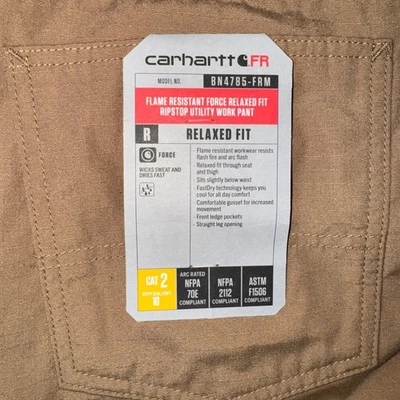 carhartt FR
MODEL NO. BN4785-FRM
FLAME RESISTANT FORCE RELAXED FIT
RIPSTOP UTILITY WORK PANT
R RELAXED FIT
FORCE
WICKS SWEAT AND
DRIES FAST
- Flame resistant workwear resists
flash fire and arc flash
- Relaxed fit through seat
and thigh
- Sits slightly below waist
- FastDry technology keeps you
cool for all day comfort
- Comfortable gusset for increased
movement
- Front ledge pockets
- Straight leg opening
CAT 2
10
ARC RATED
NFPA
70E
COMPLIANT
NFPA
2112
COMPLIANT
ASTM
F1506
COMPLIANT